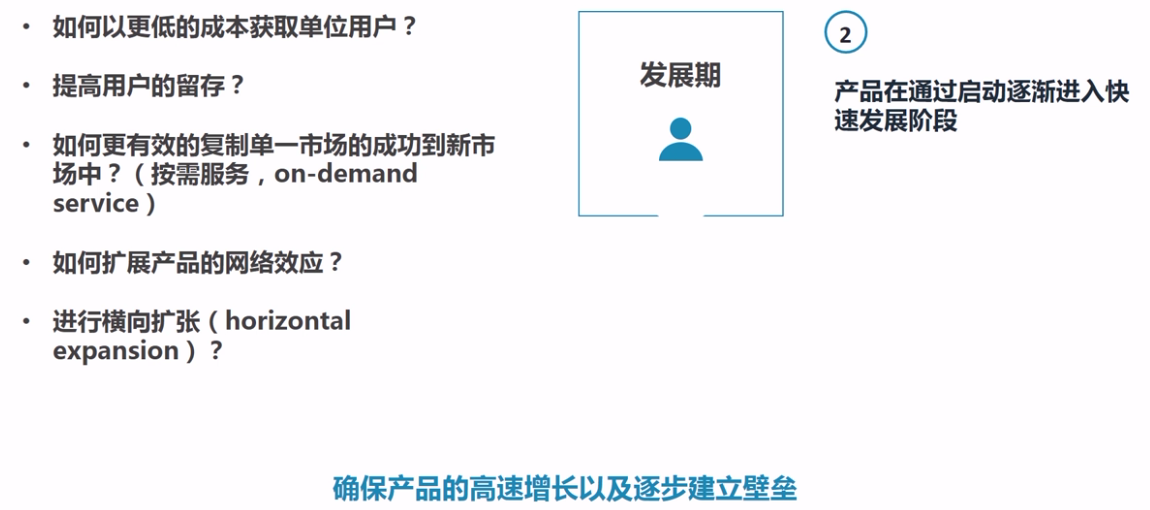 • 如何以更低的成本获取单位用户？
• 提高用户的留存？
• 如何更有效的复制单一市场的成功到新市
场中？（按需服务，on-demand
service）
• 如何扩展产品的网络效应？
• 进行横向扩张（horizontal
expansion）？
发展期
2
产品在通过启动逐渐进入快
速发展阶段
确保产品的高速增长以及逐步建立壁垒